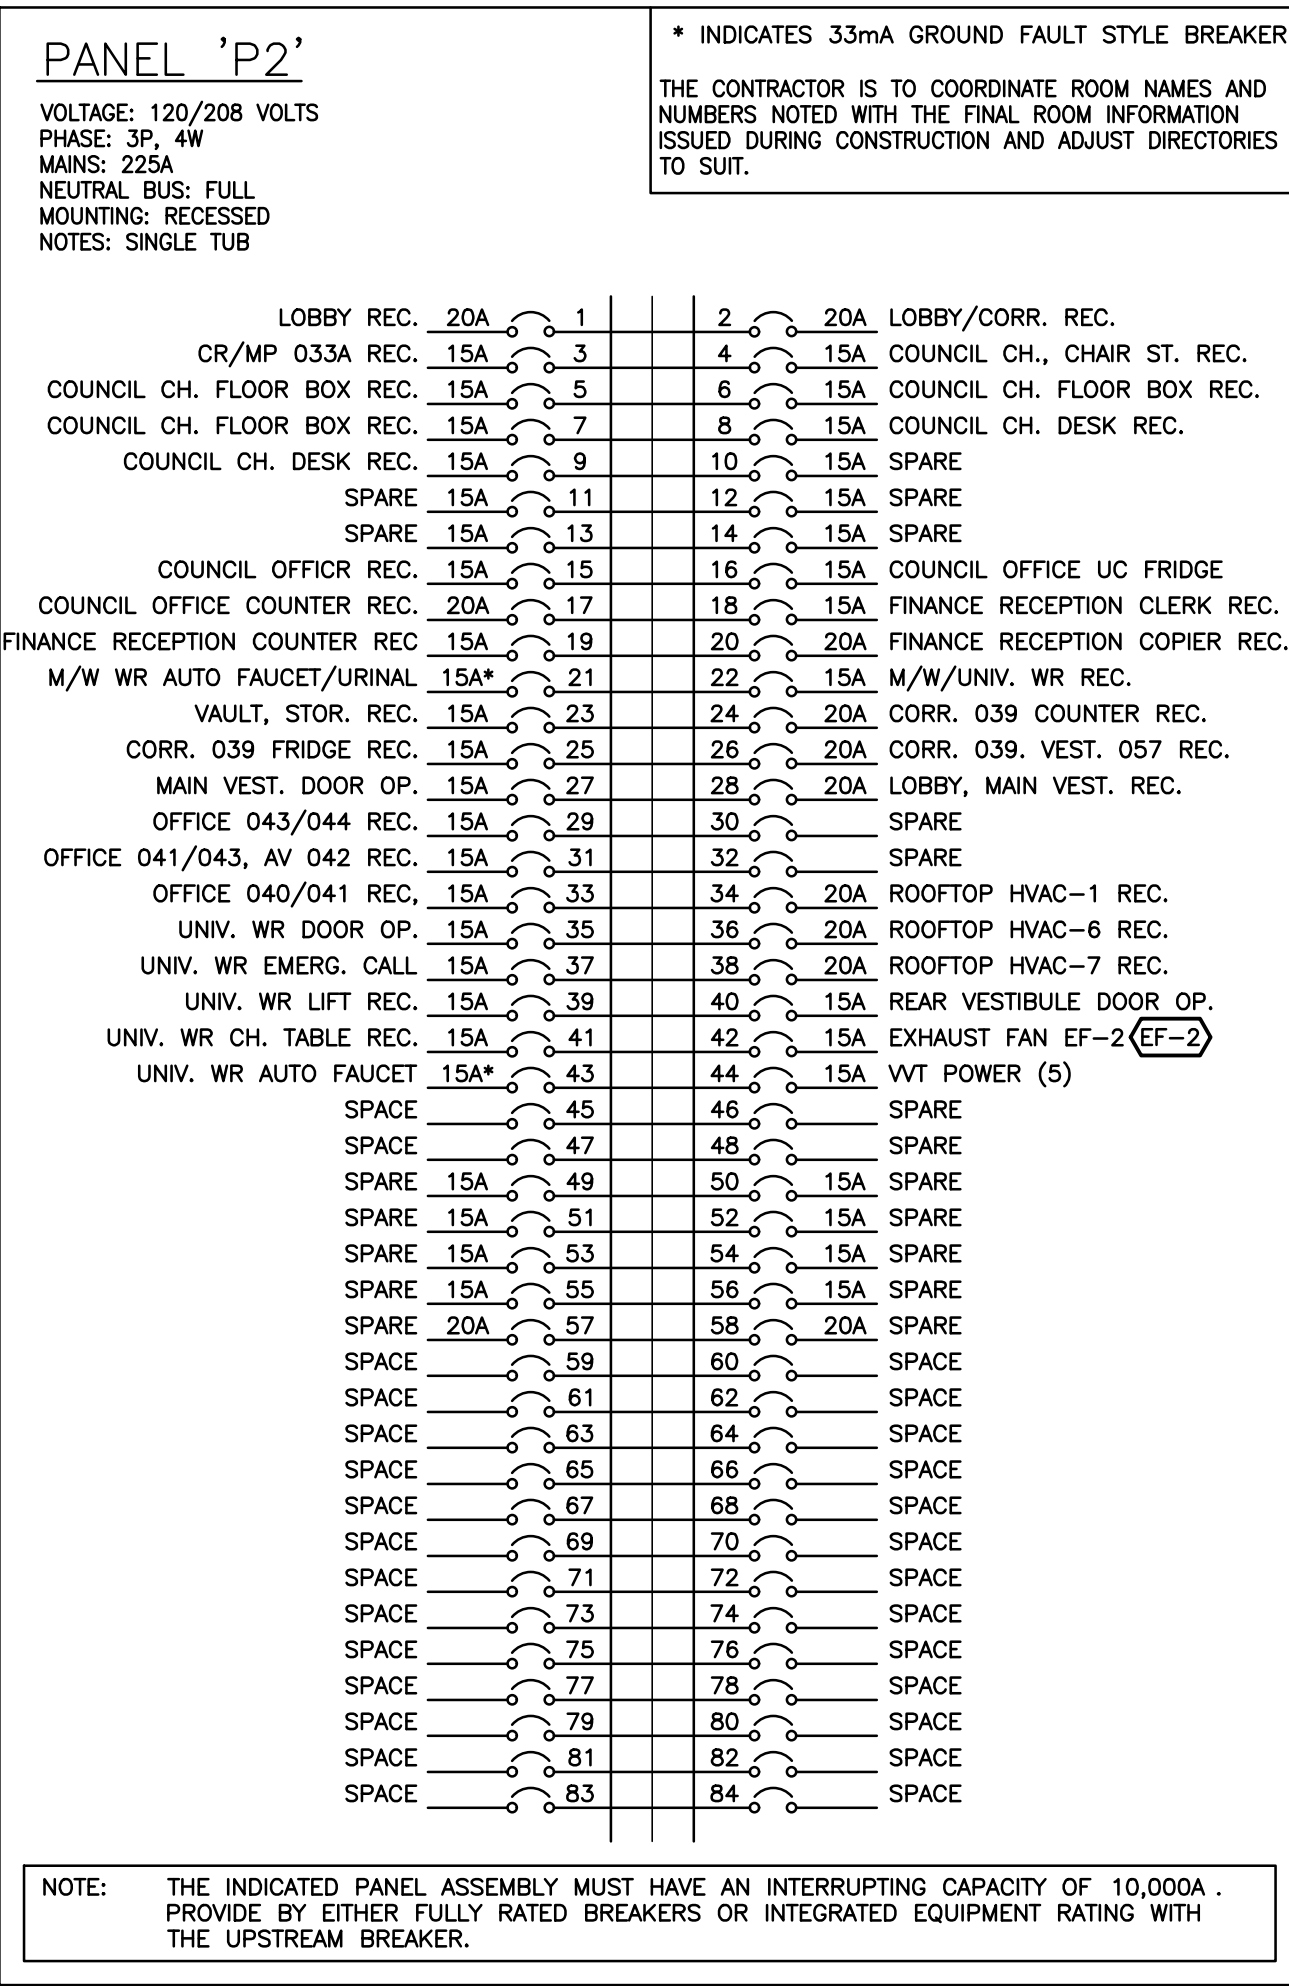 PANEL 'P2'
VOLTAGE: 120/208 VOLTS
PHASE: 3P, 4W
MAINS: 225A
NEUTRAL BUS: FULL
MOUNTING: RECESSED
NOTES: SINGLE TUB
* INDICATES 33mA GROUND FAULT STYLE BREAKER
THE CONTRACTOR IS TO COORDINATE ROOM NAMES AND
NUMBERS NOTED WITH THE FINAL ROOM INFORMATION
ISSUED DURING CONSTRUCTION AND ADJUST DIRECTORIES
TO SUIT.
LOBBY REC. 20A 1 2 20A LOBBY/CORR. REC.
CR/MP 033A REC. 15A 3 4 15A COUNCIL CH., CHAIR ST. REC.
COUNCIL CH. FLOOR BOX REC. 15A 5 6 15A COUNCIL CH. FLOOR BOX REC.
COUNCIL CH. FLOOR BOX REC. 15A 7 8 15A COUNCIL CH. DESK REC.
COUNCIL CH. DESK REC. 15A 9 10 15A SPARE
SPARE 15A 11 12 15A SPARE
SPARE 15A 13 14 15A SPARE
COUNCIL OFFICR REC. 15A 15 16 15A COUNCIL OFFICE UC FRIDGE
COUNCIL OFFICE COUNTER REC. 20A 17 18 15A FINANCE RECEPTION CLERK REC.
FINANCE RECEPTION COUNTER REC 15A 19 20 20A FINANCE RECEPTION COPIER REC.
M/W WR AUTO FAUCET/URINAL 15A* 21 22 15A M/W/UNIV. WR REC.
VAULT, STOR. REC. 15A 23 24 20A CORR. 039 COUNTER REC.
CORR. 039 FRIDGE REC. 15A 25 26 20A CORR. 039. VEST. 057 REC.
MAIN VEST. DOOR OP. 15A 27 28 20A LOBBY, MAIN VEST. REC.
OFFICE 043/044 REC. 15A 29 30 SPARE
OFFICE 041/043, AV 042 REC. 15A 31 32 SPARE
OFFICE 040/041 REC, 15A 33 34 20A ROOFTOP HVAC-1 REC.
UNIV. WR DOOR OP. 15A 35 36 20A ROOFTOP HVAC-6 REC.
UNIV. WR EMERG. CALL 15A 37 38 20A ROOFTOP HVAC-7 REC.
UNIV. WR LIFT REC. 15A 39 40 15A REAR VESTIBULE DOOR OP.
UNIV. WR CH. TABLE REC. 15A 41 42 15A EXHAUST FAN EF-2 EF-2
UNIV. WR AUTO FAUCET 15A* 43 44 15A VVT POWER (5)
SPACE 45 46 SPARE
SPACE 47 48 SPARE
SPARE 15A 49 50 15A SPARE
SPARE 15A 51 52 15A SPARE
SPARE 15A 53 54 15A SPARE
SPARE 15A 55 56 15A SPARE
SPARE 20A 57 58 20A SPARE
SPACE 59 60 SPACE
SPACE 61 62 SPACE
SPACE 63 64 SPACE
SPACE 65 66 SPACE
SPACE 67 68 SPACE
SPACE 69 70 SPACE
SPACE 71 72 SPACE
SPACE 73 74 SPACE
SPACE 75 76 SPACE
SPACE 77 78 SPACE
SPACE 79 80 SPACE
SPACE 81 82 SPACE
SPACE 83 84 SPACE
NOTE: THE INDICATED PANEL ASSEMBLY MUST HAVE AN INTERRUPTING CAPACITY OF 10,000A .
PROVIDE BY EITHER FULLY RATED BREAKERS OR INTEGRATED EQUIPMENT RATING WITH
THE UPSTREAM BREAKER.